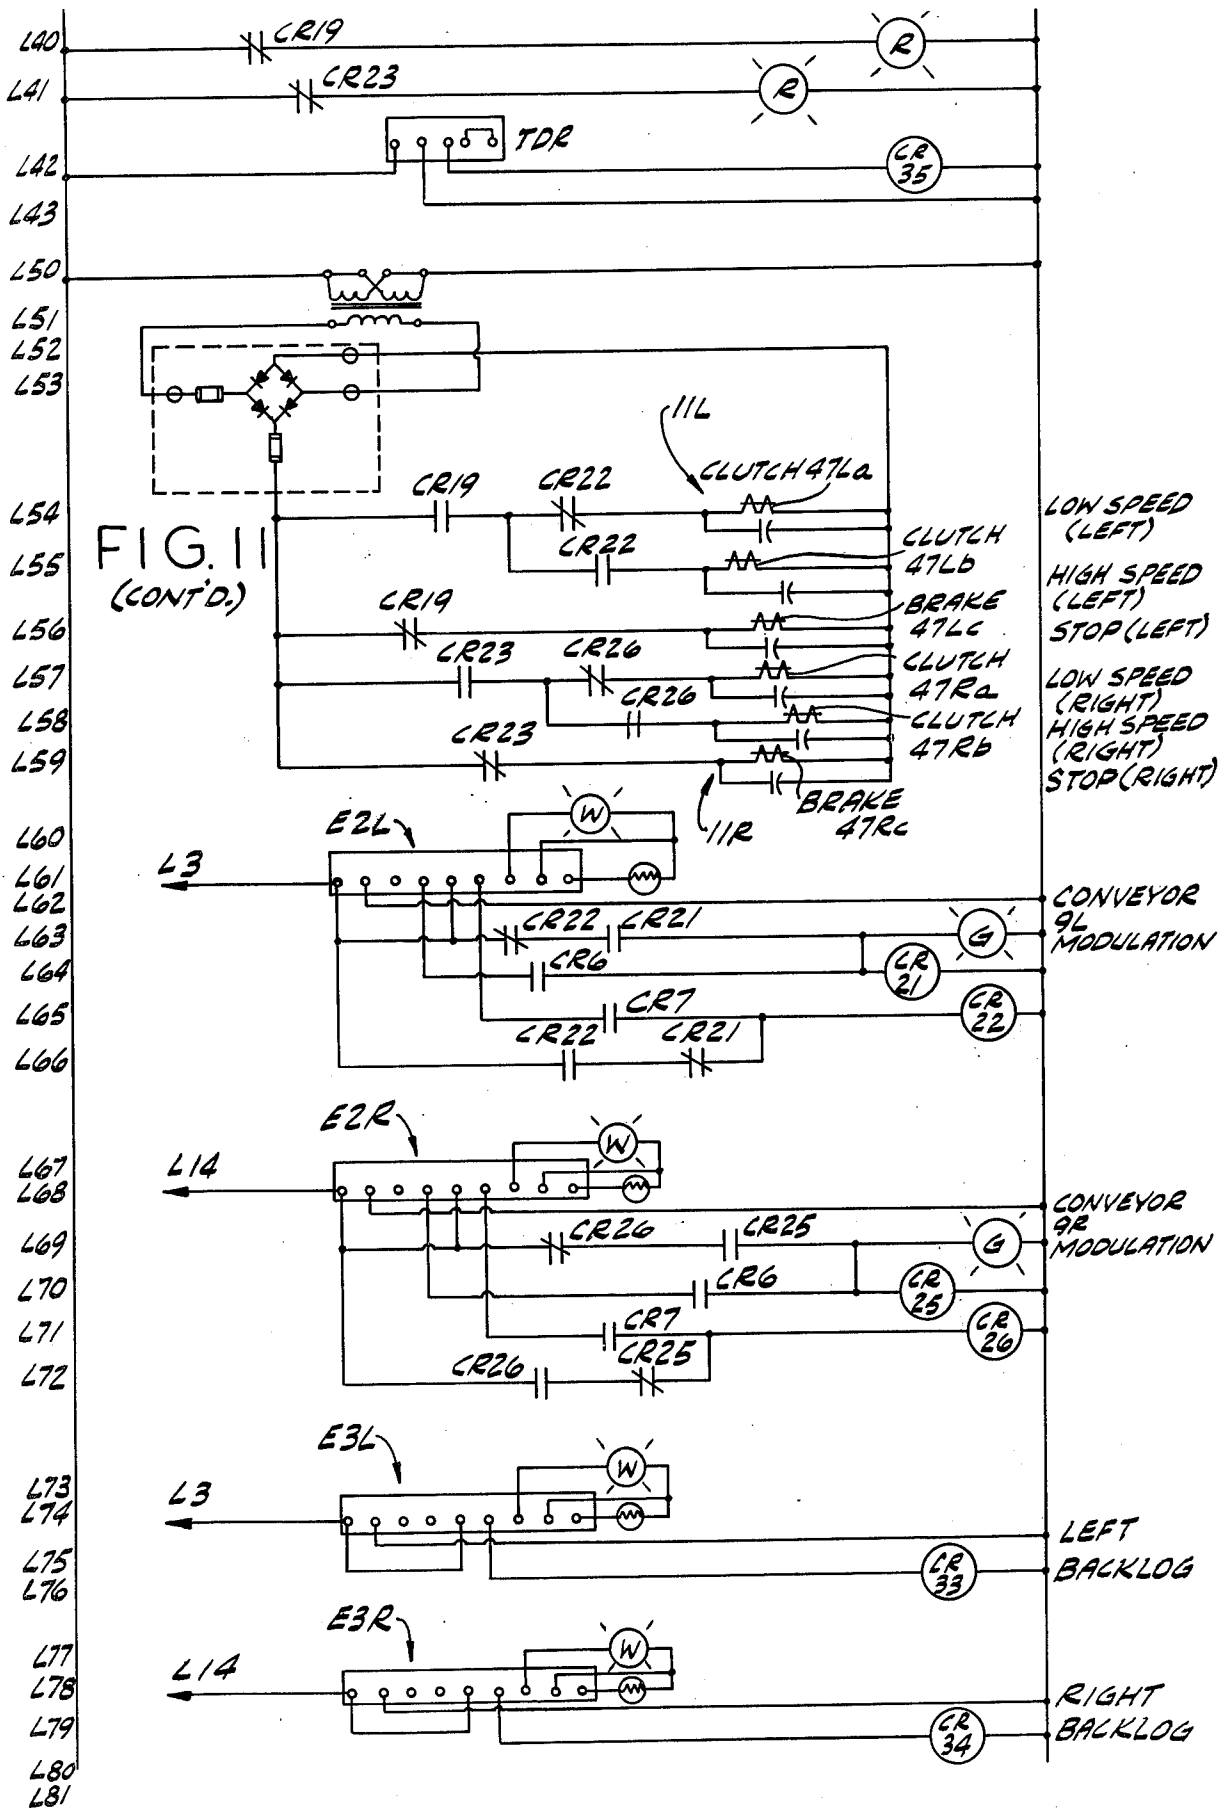 L40 CR19 R
L41 CR23 R
TDR
L42 CR 35
L43
L50
L51
L52
L53
11L
CLUTCH 47La
L54 CR19 CR22 LOW SPEED (LEFT)
FIG. 11
(CONT'D.)
L55 CR22 CLUTCH 47Lb HIGH SPEED (LEFT)
L56 CR19 BRAKE 47Lc STOP (LEFT)
L57 CR23 CR26 CLUTCH 47Ra LOW SPEED (RIGHT)
L58 CR26 CLUTCH 47Rb HIGH SPEED (RIGHT)
L59 CR23 STOP (RIGHT)
BRAKE 47Rc
11R
E2L W
L60
L61 L3
L62 CONVEYOR 9L MODULATION
L63 CR22 CR21 G
L64 CR6 CR 21
L65 CR7 CR 22
L66 CR22 CR21
E2R W
L67 L14
L68 CONVEYOR 9R MODULATION
L69 CR26 CR25 G
L70 CR6 CR 25
L71 CR7 CR 26
L72 CR26 CR25
E3L W
L73 L3
L74 LEFT BACKLOG
L75 CR 33
L76
E3R W
L77
L78 L14 RIGHT BACKLOG
L79 CR 34
L80
L81